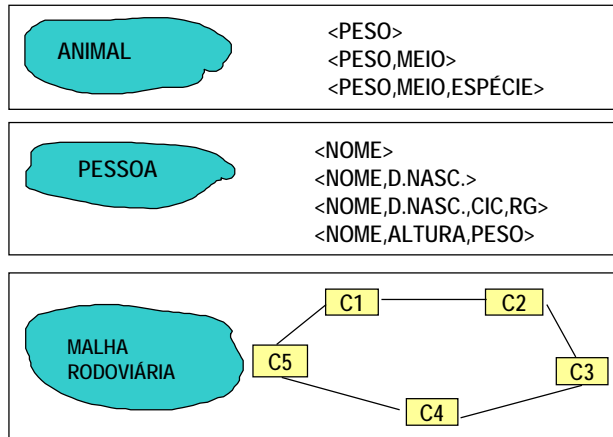 ANIMAL
<PESO>
<PESO,MEIO>
<PESO,MEIO,ESPÉCIE>
PESSOA
<NOME>
<NOME,D.NASC.>
<NOME,D.NASC.,CIC,RG>
<NOME,ALTURA,PESO>
MALHA
RODOVIÁRIA
C1
C2
C5
C3
C4